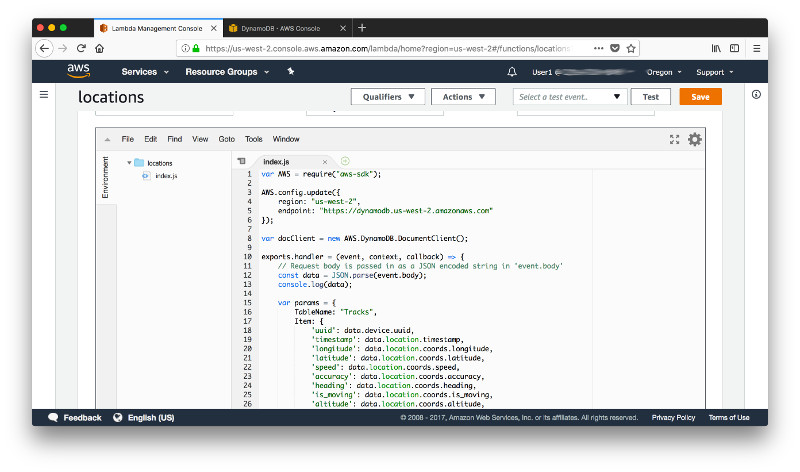 Lambda Management Console
DynamoDB - AWS Console
https://us-west-2.console.aws.amazon.com/lambda/home?region=us-west-2#/functions/locations
aws
Services
Resource Groups
User1 @
Oregon
Support
locations
Qualifiers
Actions
Select a test event..
Test
Save
File Edit Find View Goto Tools Window
Environment
locations
index.js
index.js
1 var AWS = require("aws-sdk");
2
3 AWS.config.update({
4 region: "us-west-2",
5 endpoint: "https://dynamodb.us-west-2.amazonaws.com"
6 });
7
8 var docClient = new AWS.DynamoDB.DocumentClient();
9
10 exports.handler = (event, context, callback) => {
11 // Request body is passed in as a JSON encoded string in 'event.body'
12 const data = JSON.parse(event.body);
13 console.log(data);
14
15 var params = {
16 TableName: "Tracks",
17 Item: {
18 'uuid': data.device.uuid,
19 'timestamp': data.location.timestamp,
20 'longitude': data.location.coords.longitude,
21 'latitude': data.location.coords.latitude,
22 'speed': data.location.coords.speed,
23 'accuracy': data.location.coords.accuracy,
24 'heading': data.location.coords.heading,
25 'is_moving': data.location.coords.is_moving,
26 'altitude': data.location.coords.altitude,
Feedback
English (US)
© 2008 - 2017, Amazon Web Services, Inc. or its affiliates. All rights reserved.
Privacy Policy
Terms of Use